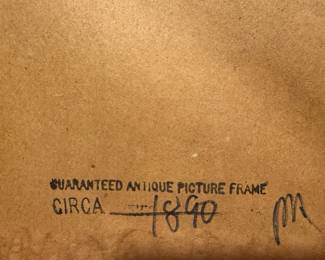 GUARANTEED ANTIQUE PICTURE FRAME
CIRCA 1890 m